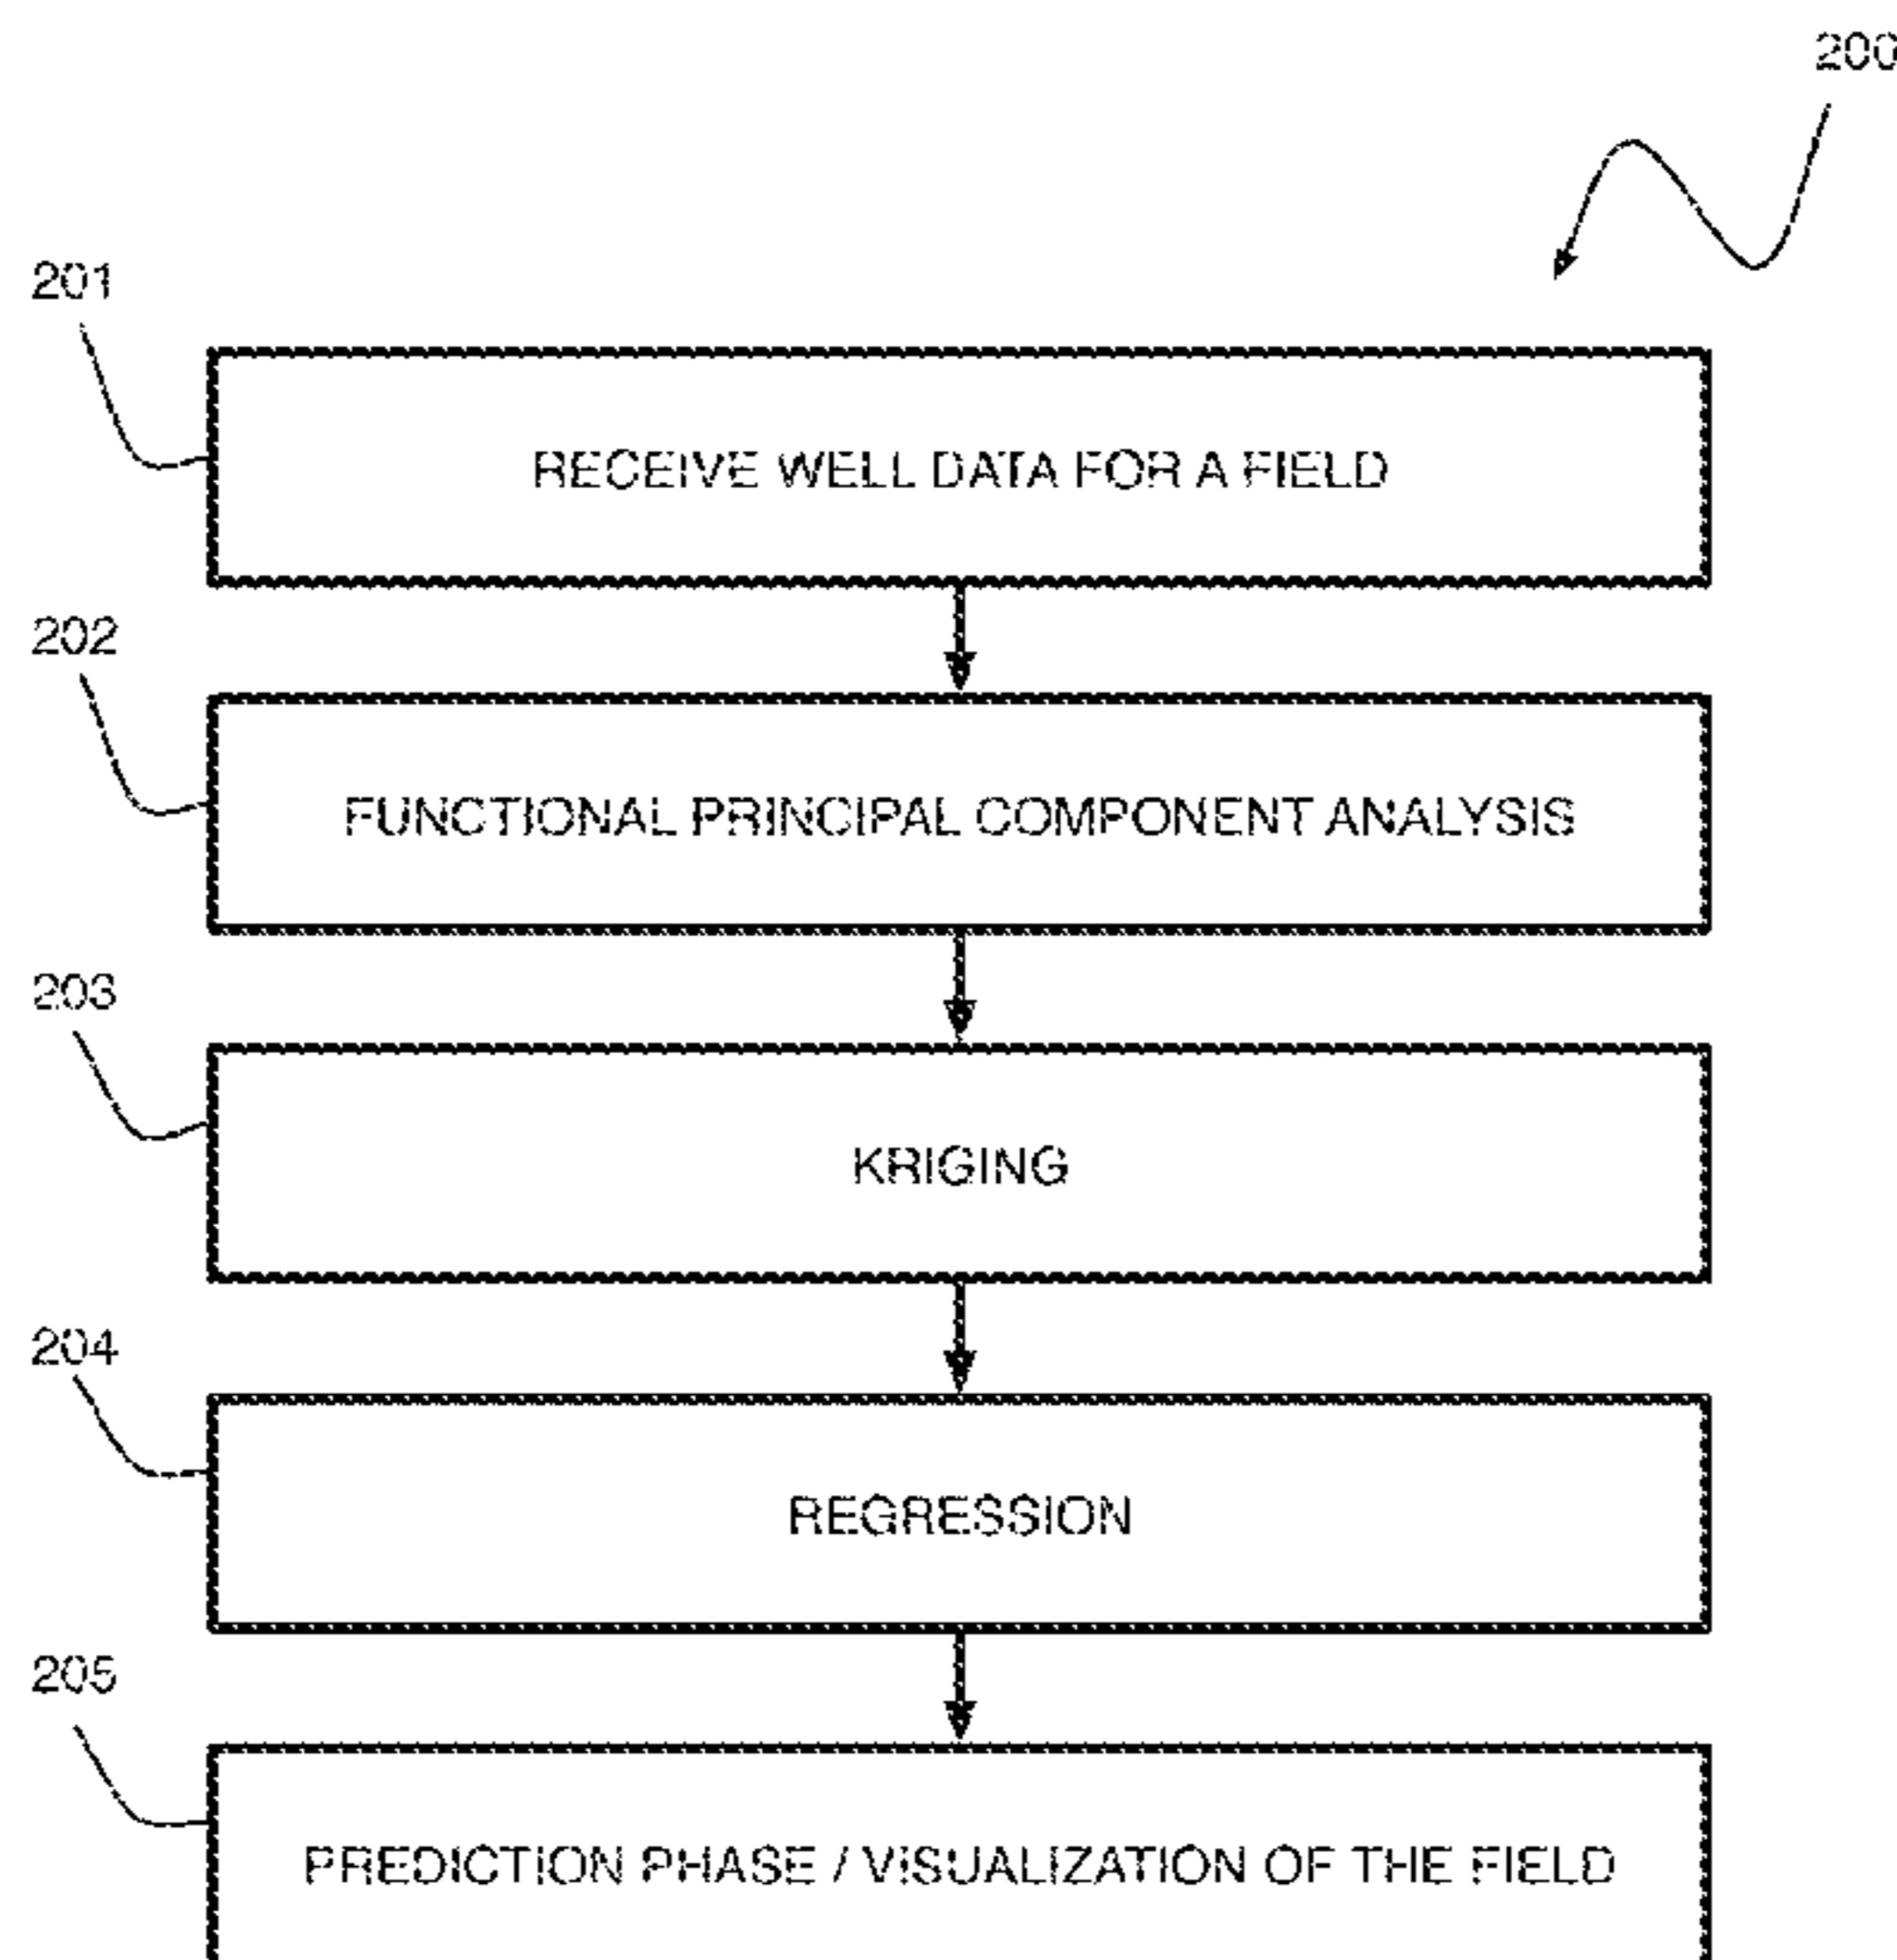 200
201
RECEIVE WELL DATA FOR A FIELD
202
FUNCTIONAL PRINCIPAL COMPONENT ANALYSIS
203
KRIGING
204
REGRESSION
205
PREDICTION PHASE / VISUALIZATION OF THE FIELD